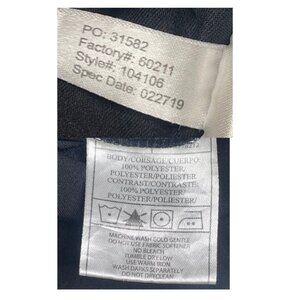 PO: 31582
Factory#: 60211
Style#: 104106
Spec Date: 022719
BODY/CORSAGE/CUERPO:
100% POLYESTER/
POLYESTER/POLIESTER
CONTRAST/CONTRASTE:
100% POLYESTER/
POLYESTER/POLIESTER
MACHINE WASH COLD GENTLE
DO NOT USE FABRIC SOFTENER
NO BLEACH
TUMBLE DRY LOW
USE WARM IRON
WASH DARKS SEPARATELY
DO NOT DRYCLEAN